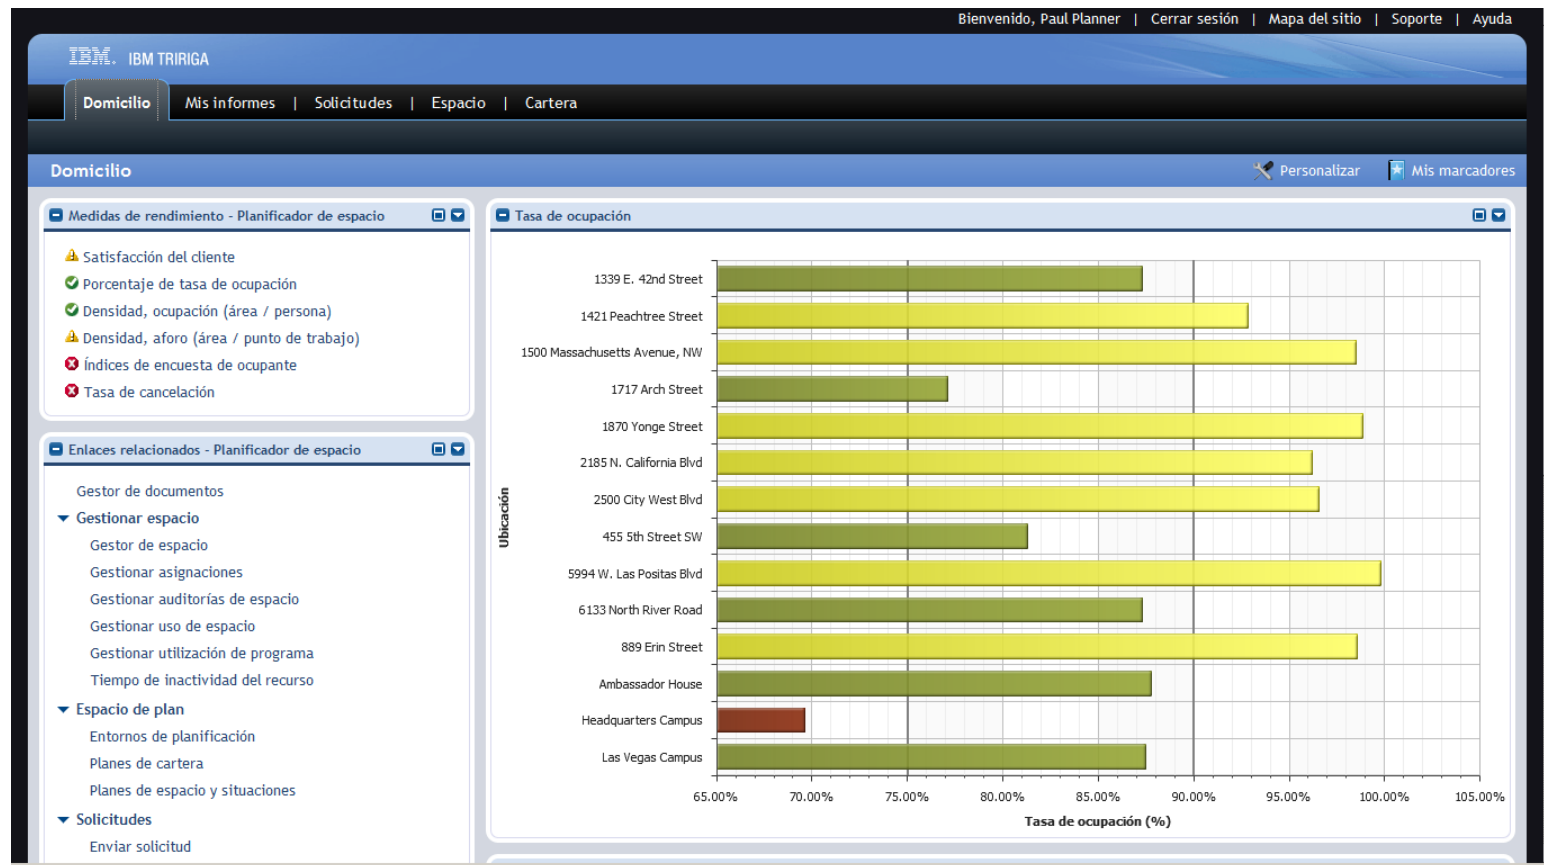 Bienvenido, Paul Planner | Cerrar sesión | Mapa del sitio | Soporte | Ayuda
IBM. IBM TRIRIGA
Domicilio Mis informes | Solicitudes | Espacio | Cartera
Domicilio Personalizar Mis marcadores
Medidas de rendimiento - Planificador de espacio
Satisfacción del cliente
Porcentaje de tasa de ocupación
Densidad, ocupación (área / persona)
Densidad, aforo (área / punto de trabajo)
Índices de encuesta de ocupante
Tasa de cancelación
Enlaces relacionados - Planificador de espacio
Gestor de documentos
Gestionar espacio
Gestor de espacio
Gestionar asignaciones
Gestionar auditorías de espacio
Gestionar uso de espacio
Gestionar utilización de programa
Tiempo de inactividad del recurso
Espacio de plan
Entornos de planificación
Planes de cartera
Planes de espacio y situaciones
Solicitudes
Enviar solicitud
Tasa de ocupación
Ubicación
1339 E. 42nd Street
1421 Peachtree Street
1500 Massachusetts Avenue, NW
1717 Arch Street
1870 Yonge Street
2185 N. California Blvd
2500 City West Blvd
455 5th Street SW
5994 W. Las Positas Blvd
6133 North River Road
889 Erin Street
Ambassador House
Headquarters Campus
Las Vegas Campus
65.00% 70.00% 75.00% 80.00% 85.00% 90.00% 95.00% 100.00% 105.00%
Tasa de ocupación (%)